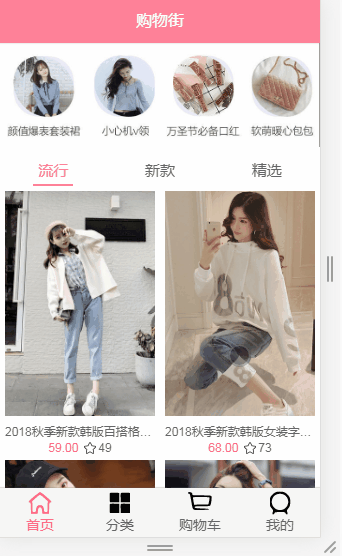 购物街
颜值爆表套装裙 小心机v领 万圣节必备口红 软萌暖心包包
流行 新款 精选
2018秋季新款韩版百搭格... 2018秋季新款韩版女装字...
59.00 49 68.00 73
首页 分类 购物车 我的